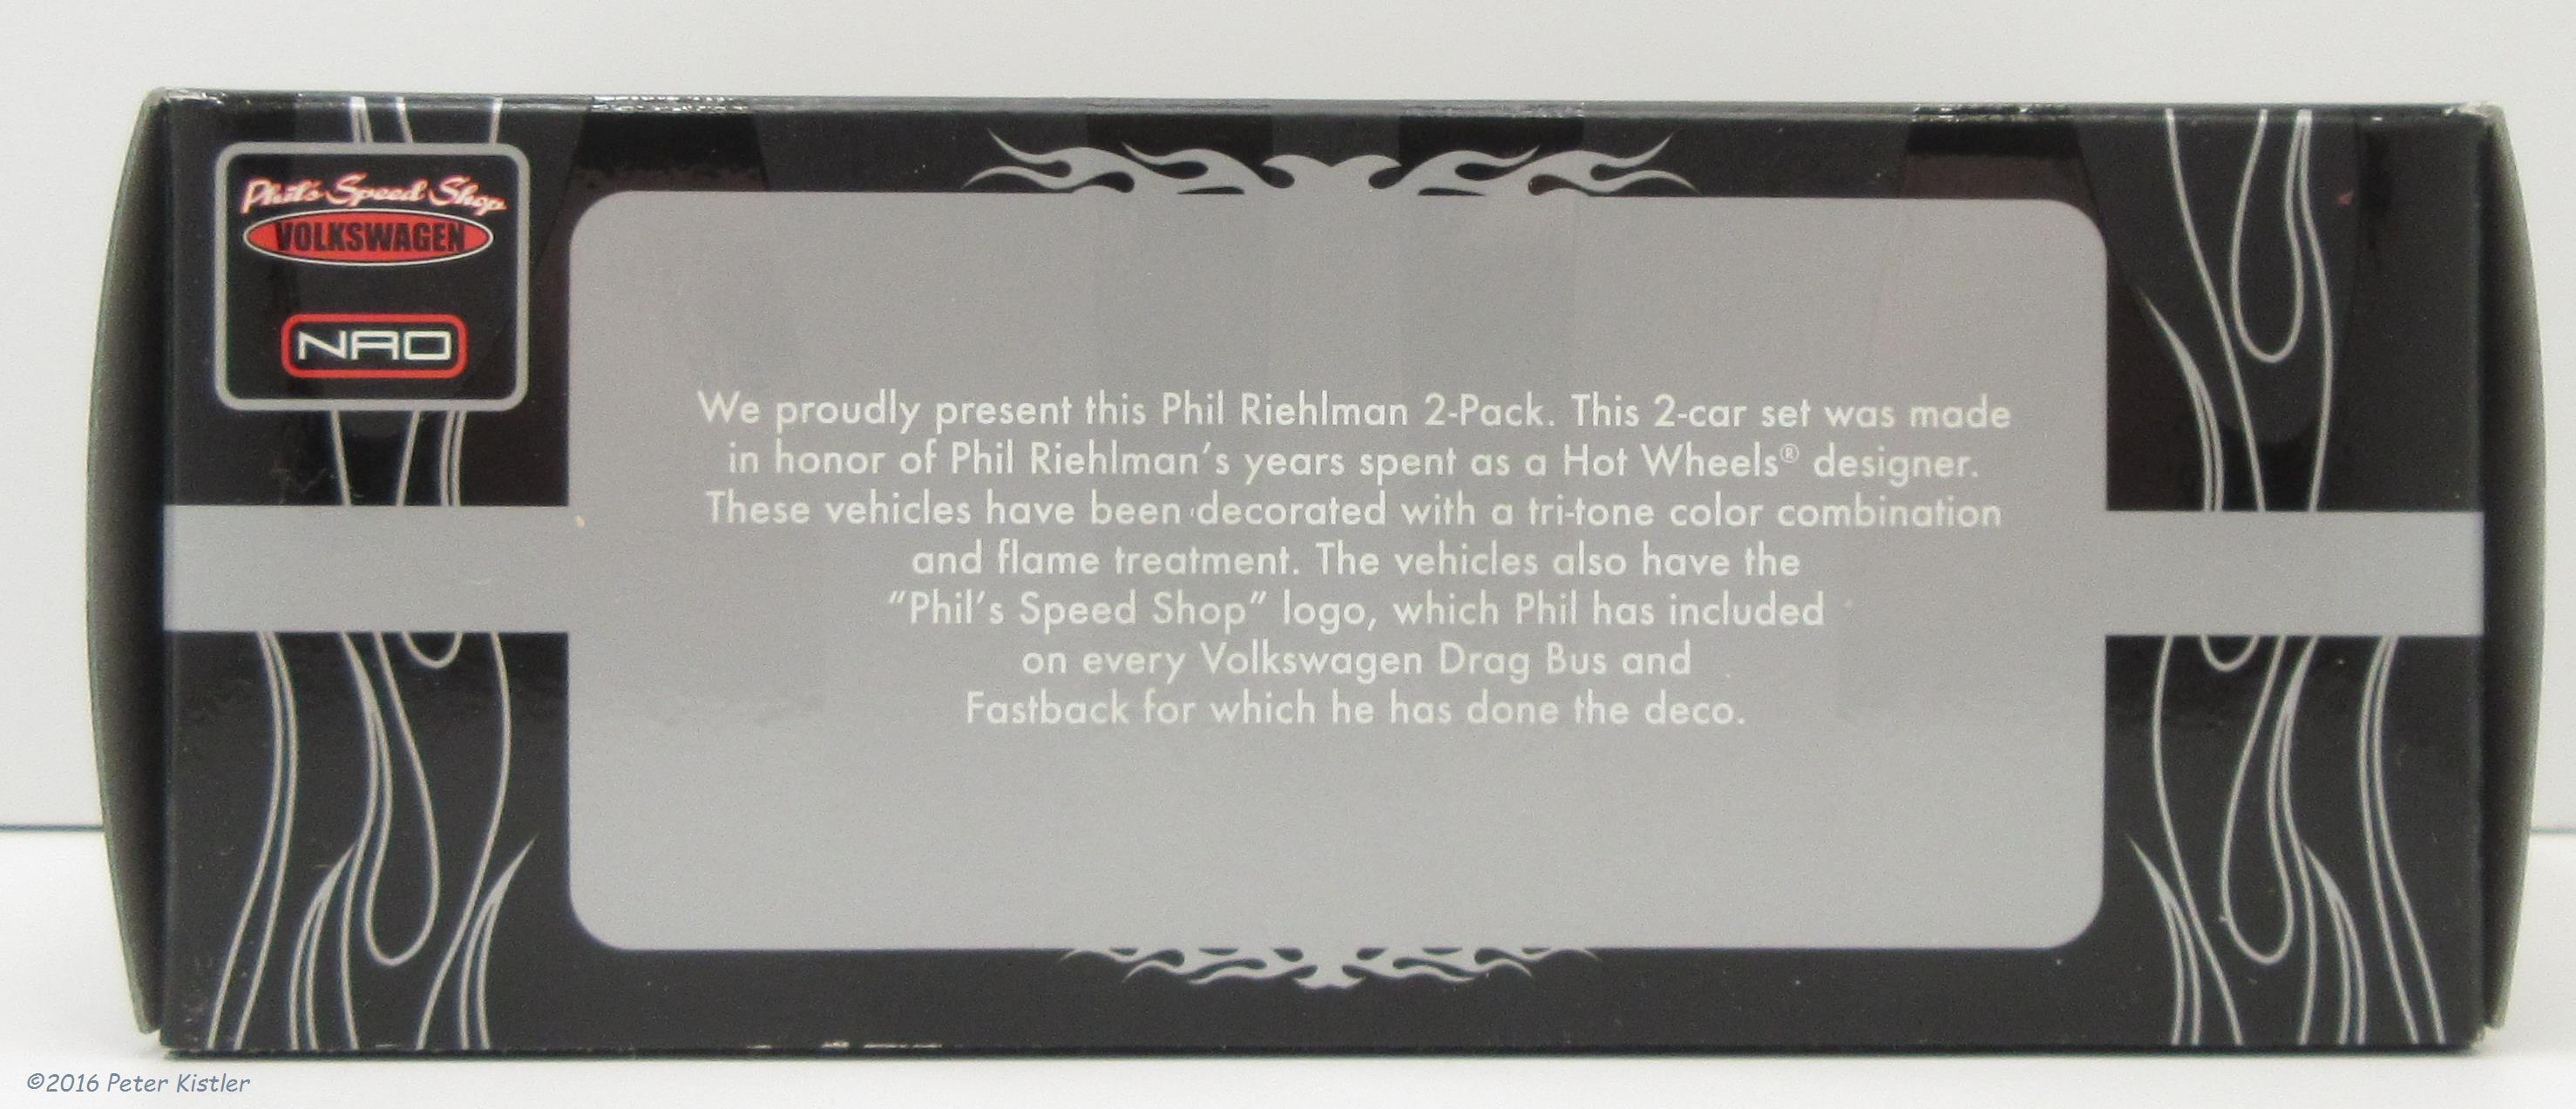 Phil's Speed Shop
VOLKSWAGEN
NAO
We proudly present this Phil Riehlman 2-Pack. This 2-car set was made
in honor of Phil Riehlman's years spent as a Hot Wheels® designer.
These vehicles have been decorated with a tri-tone color combination
and flame treatment. The vehicles also have the
“Phil's Speed Shop” logo, which Phil has included
on every Volkswagen Drag Bus and
Fastback for which he has done the deco.
©2016 Peter Kistler